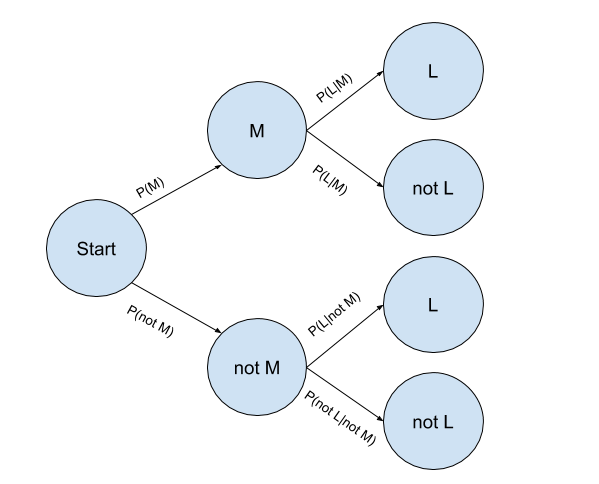 L
P(L|M)
M
P(L|M)
not L
P(M)
Start
P(not M)
L
P(L|not M)
not M
P(not L|not M)
not L